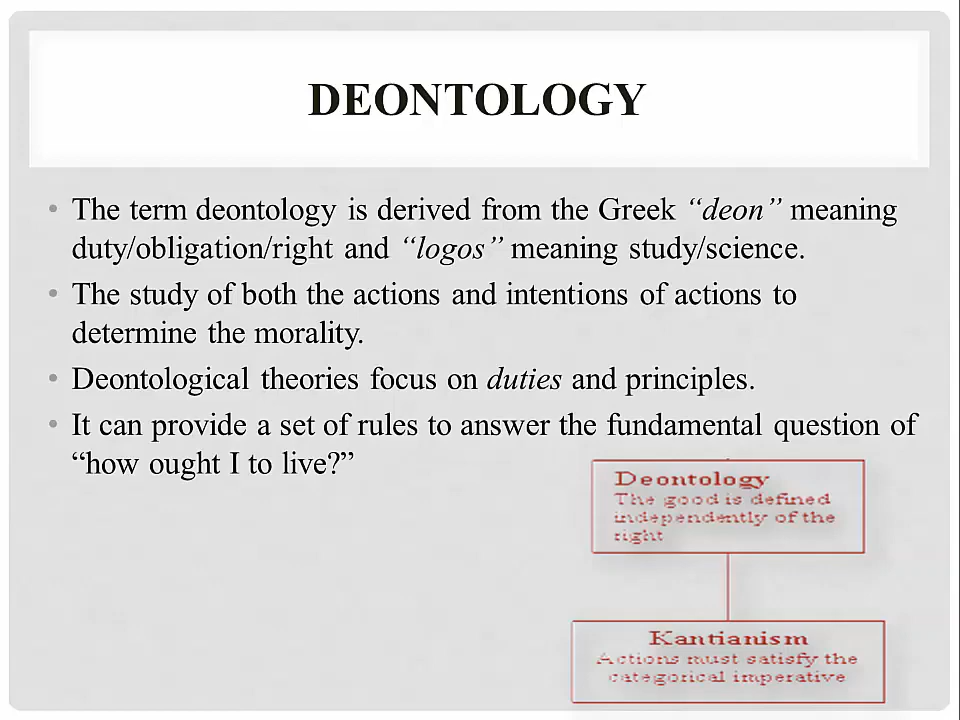 DEONTOLOGY
• The term deontology is derived from the Greek “deon” meaning
duty/obligation/right and “logos” meaning study/science.
• The study of both the actions and intentions of actions to
determine the morality.
• Deontological theories focus on duties and principles.
• It can provide a set of rules to answer the fundamental question of
“how ought I to live?”
Deontology
The good is defined
independently of the
right
Kantianism
Actions must satisfy the
categorical imperative